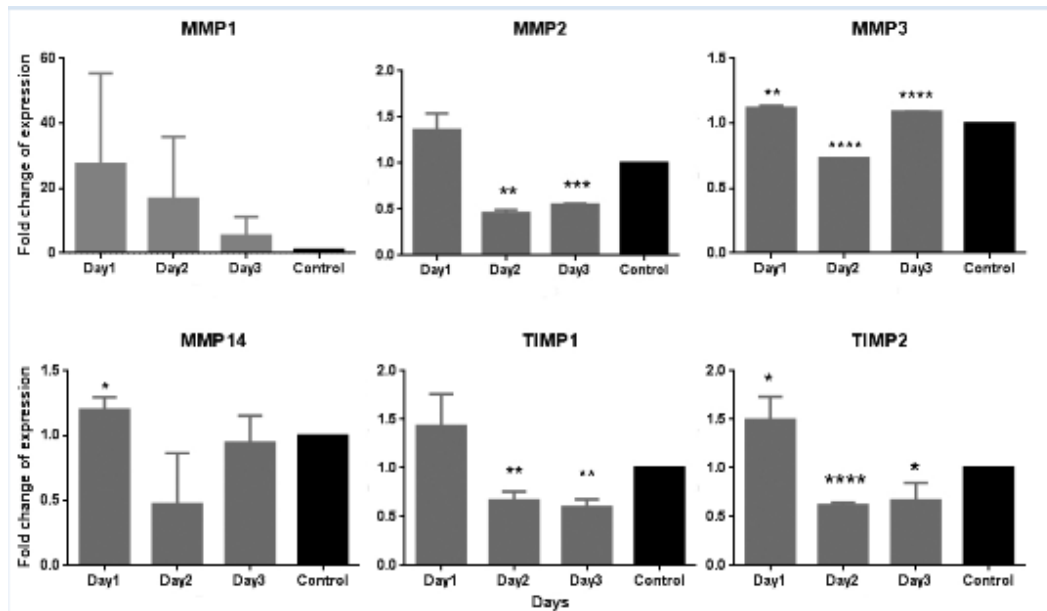 MMP1
MMP2
MMP3
Fold change of expression
60
40
20
0
Day1 Day2 Day3 Control
2.0
1.5
1.0
0.5
0.0
** ***
Day1 Day2 Day3 Control
1.5
1.0
0.5
0.0
** **** ****
Day1 Day2 Day3 Control
MMP14
TIMP1
TIMP2
Fold change of expression
1.5
1.0
0.5
0.0
*
Day1 Day2 Day3 Control
2.0
1.5
1.0
0.5
0.0
** **
Day1 Day2 Day3 Control
2.0
1.5
1.0
0.5
0.0
* **** *
Day1 Day2 Day3 Control
Days